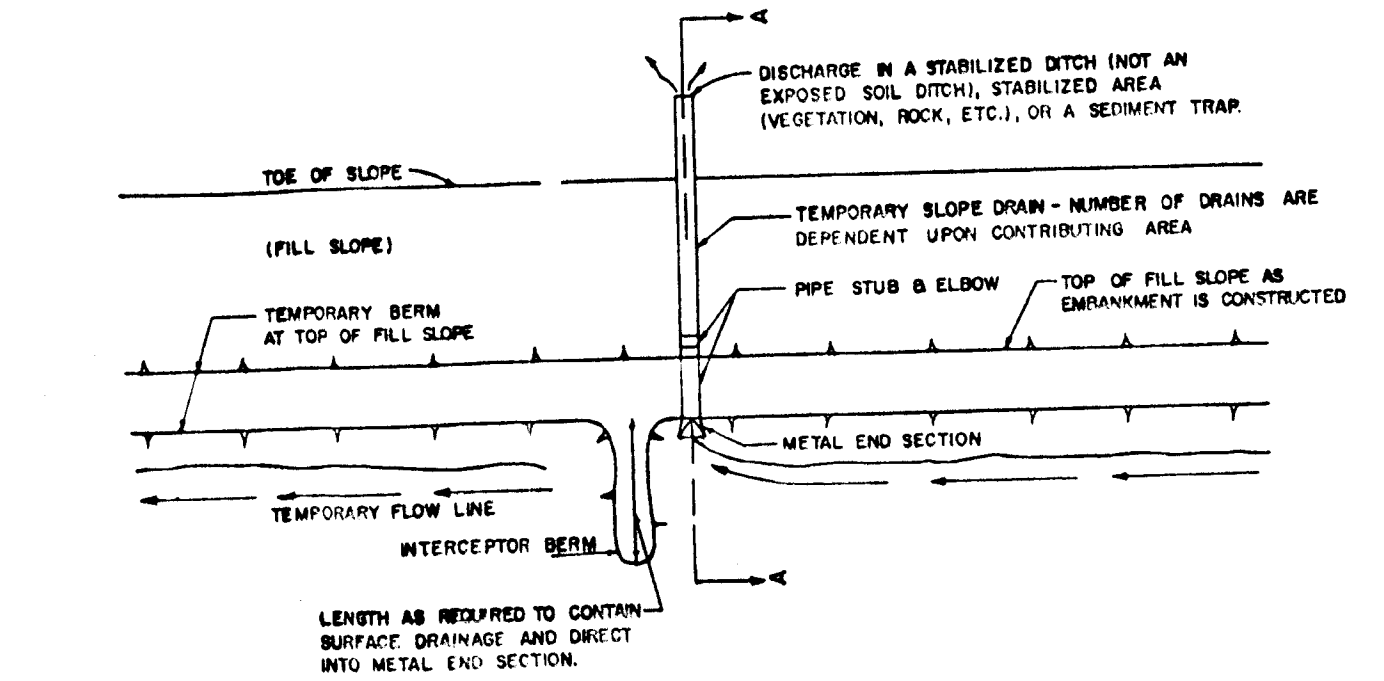 A
DISCHARGE IN A STABILIZED DITCH (NOT AN
EXPOSED SOIL DITCH), STABILIZED AREA
(VEGETATION, ROCK, ETC.), OR A SEDIMENT TRAP.
TOE OF SLOPE
TEMPORARY SLOPE DRAIN - NUMBER OF DRAINS ARE
DEPENDENT UPON CONTRIBUTING AREA
(FILL SLOPE)
PIPE STUB & ELBOW
TOP OF FILL SLOPE AS
EMBANKMENT IS CONSTRUCTED
TEMPORARY BERM
AT TOP OF FILL SLOPE
METAL END SECTION
TEMPORARY FLOW LINE
INTERCEPTOR BERM
A
LENGTH AS REQUIRED TO CONTAIN
SURFACE DRAINAGE AND DIRECT
INTO METAL END SECTION.